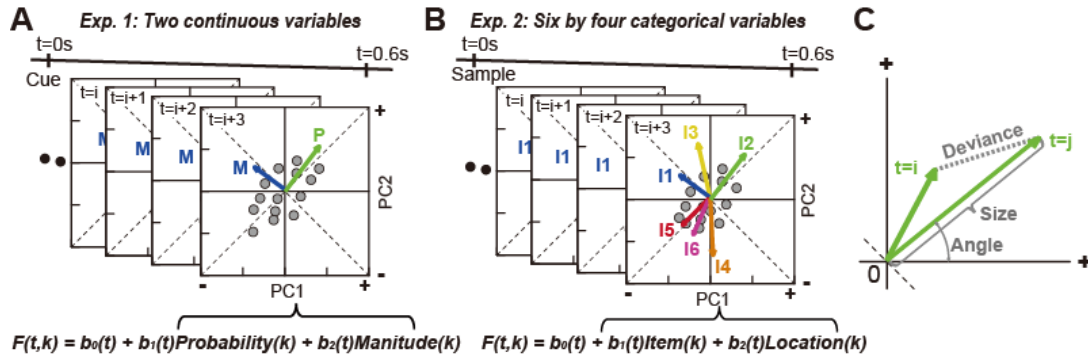 A Exp. 1: Two continuous variables
t=0s
t=0.6s
Cue
t=i
t=i+1
t=i+2
t=i+3
M
M
M
M
P
+
PC2
-
- PC1 +
F(t,k) = b₀(t) + b₁(t)Probability(k) + b₂(t)Manitude(k)
B Exp. 2: Six by four categorical variables
t=0s
t=0.6s
Sample
t=i
t=i+1
t=i+2
t=i+3
I1
I1
I1
I3
I2
I1
I5
I6
I4
+
PC2
-
- PC1 +
F(t,k) = b₀(t) + b₁(t)Item(k) + b₂(t)Location(k)
C
+
Deviance
t=j
t=i
Size
Angle
0
+